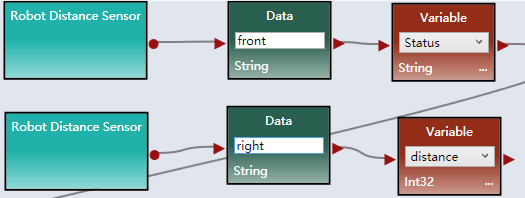 Robot Distance Sensor
Data
front
String
Variable
Status
String ...
Robot Distance Sensor
Data
right
String
Variable
distance
Int32 ...